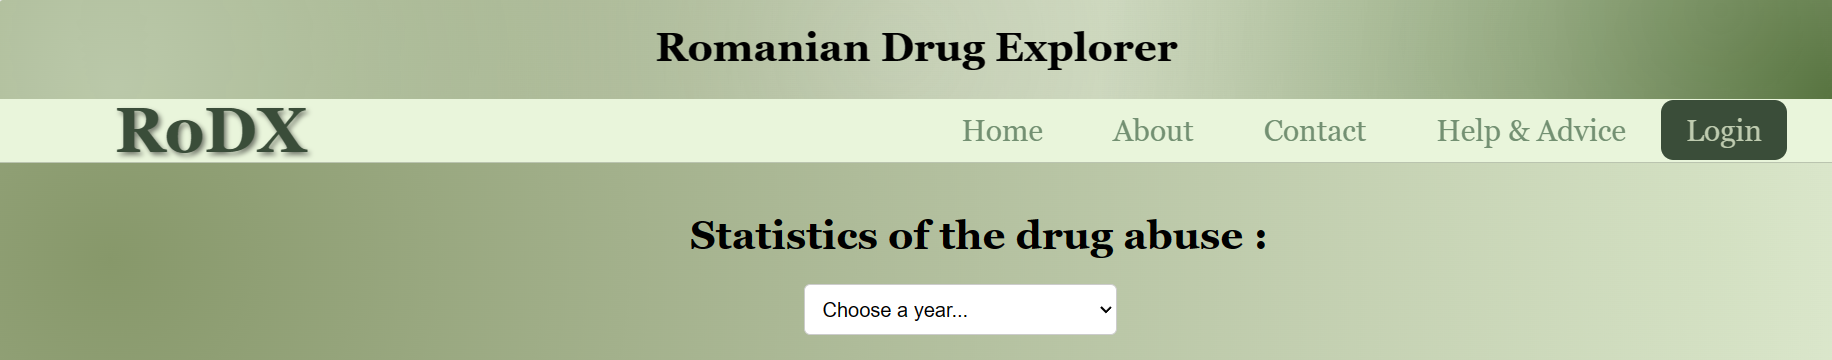 Romanian Drug Explorer
RoDX Home About Contact Help & Advice Login
Statistics of the drug abuse :
Choose a year...